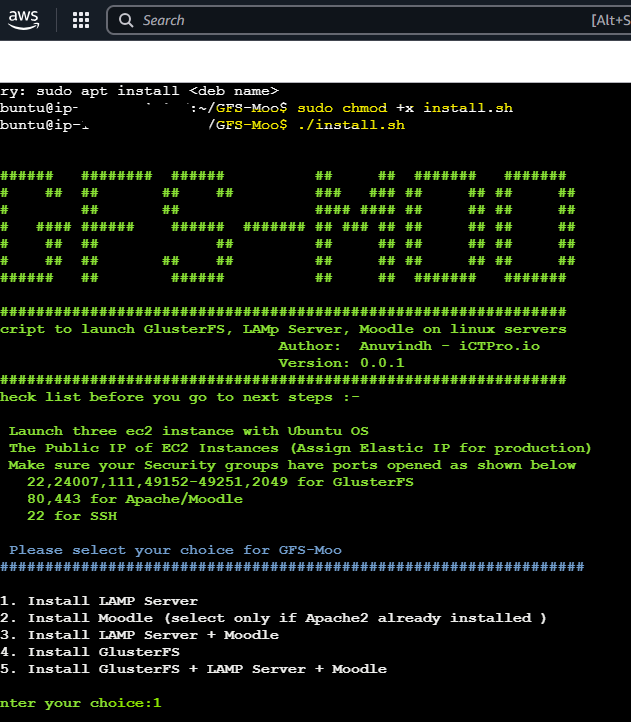 aws
Search
[Alt+S
ry: sudo apt install <deb name>
buntu@ip- :~/GFS-Moo$ sudo chmod +x install.sh
buntu@ip- /GFS-Moo$ ./install.sh
GFS-MOO
###############################################################
cript to launch GlusterFS, LAMp Server, Moodle on linux servers
Author: Anuvindh - iCTPro.io
Version: 0.0.1
###############################################################
heck list before you go to next steps :-
Launch three ec2 instance with Ubuntu OS
The Public IP of EC2 Instances (Assign Elastic IP for production)
Make sure your Security groups have ports opened as shown below
22,24007,111,49152-49251,2049 for GlusterFS
80,443 for Apache/Moodle
22 for SSH
Please select your choice for GFS-Moo
#################################################################
1. Install LAMP Server
2. Install Moodle (select only if Apache2 already installed )
3. Install LAMP Server + Moodle
4. Install GlusterFS
5. Install GlusterFS + LAMP Server + Moodle
nter your choice:1